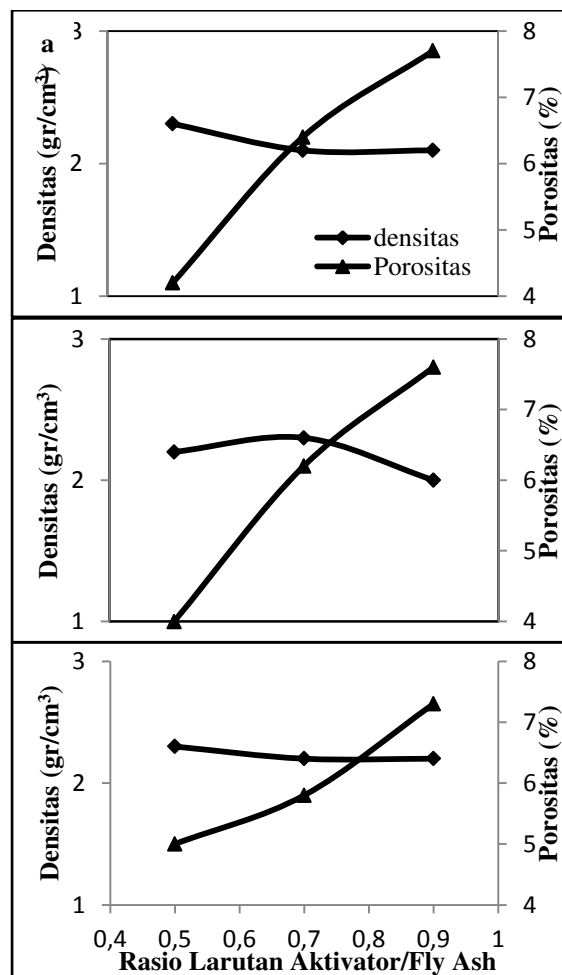 a
Densitas (gr/cm³)
3
2
1
8
7
6
5
4
Porositas (%)
densitas
Porositas
Densitas (gr/cm³)
3
2
1
8
7
6
5
4
Porositas (%)
Densitas (gr/cm³)
3
2
1
8
7
6
5
4
Porositas (%)
0,4 0,5 0,6 0,7 0,8 0,9 1
Rasio Larutan Aktivator/Fly Ash